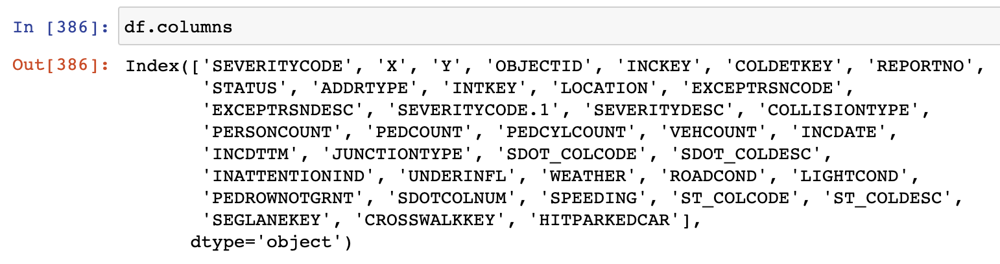 In [386]: df.columns
Out[386]: Index(['SEVERITYCODE', 'X', 'Y', 'OBJECTID', 'INCKEY', 'COLDETKEY', 'REPORTNO',
'STATUS', 'ADDRTYPE', 'INTKEY', 'LOCATION', 'EXCEPTRSNCODE',
'EXCEPTRSNDESC', 'SEVERITYCODE.1', 'SEVERITYDESC', 'COLLISIONTYPE',
'PERSONCOUNT', 'PEDCOUNT', 'PEDCYLCOUNT', 'VEHCOUNT', 'INCDATE',
'INCDTTM', 'JUNCTIONTYPE', 'SDOT_COLCODE', 'SDOT_COLDESC',
'INATTENTIONIND', 'UNDERINFL', 'WEATHER', 'ROADCOND', 'LIGHTCOND',
'PEDROWNOTGRNT', 'SDOTCOLNUM', 'SPEEDING', 'ST_COLCODE', 'ST_COLDESC',
'SEGLANEKEY', 'CROSSWALKKEY', 'HITPARKEDCAR'],
dtype='object')